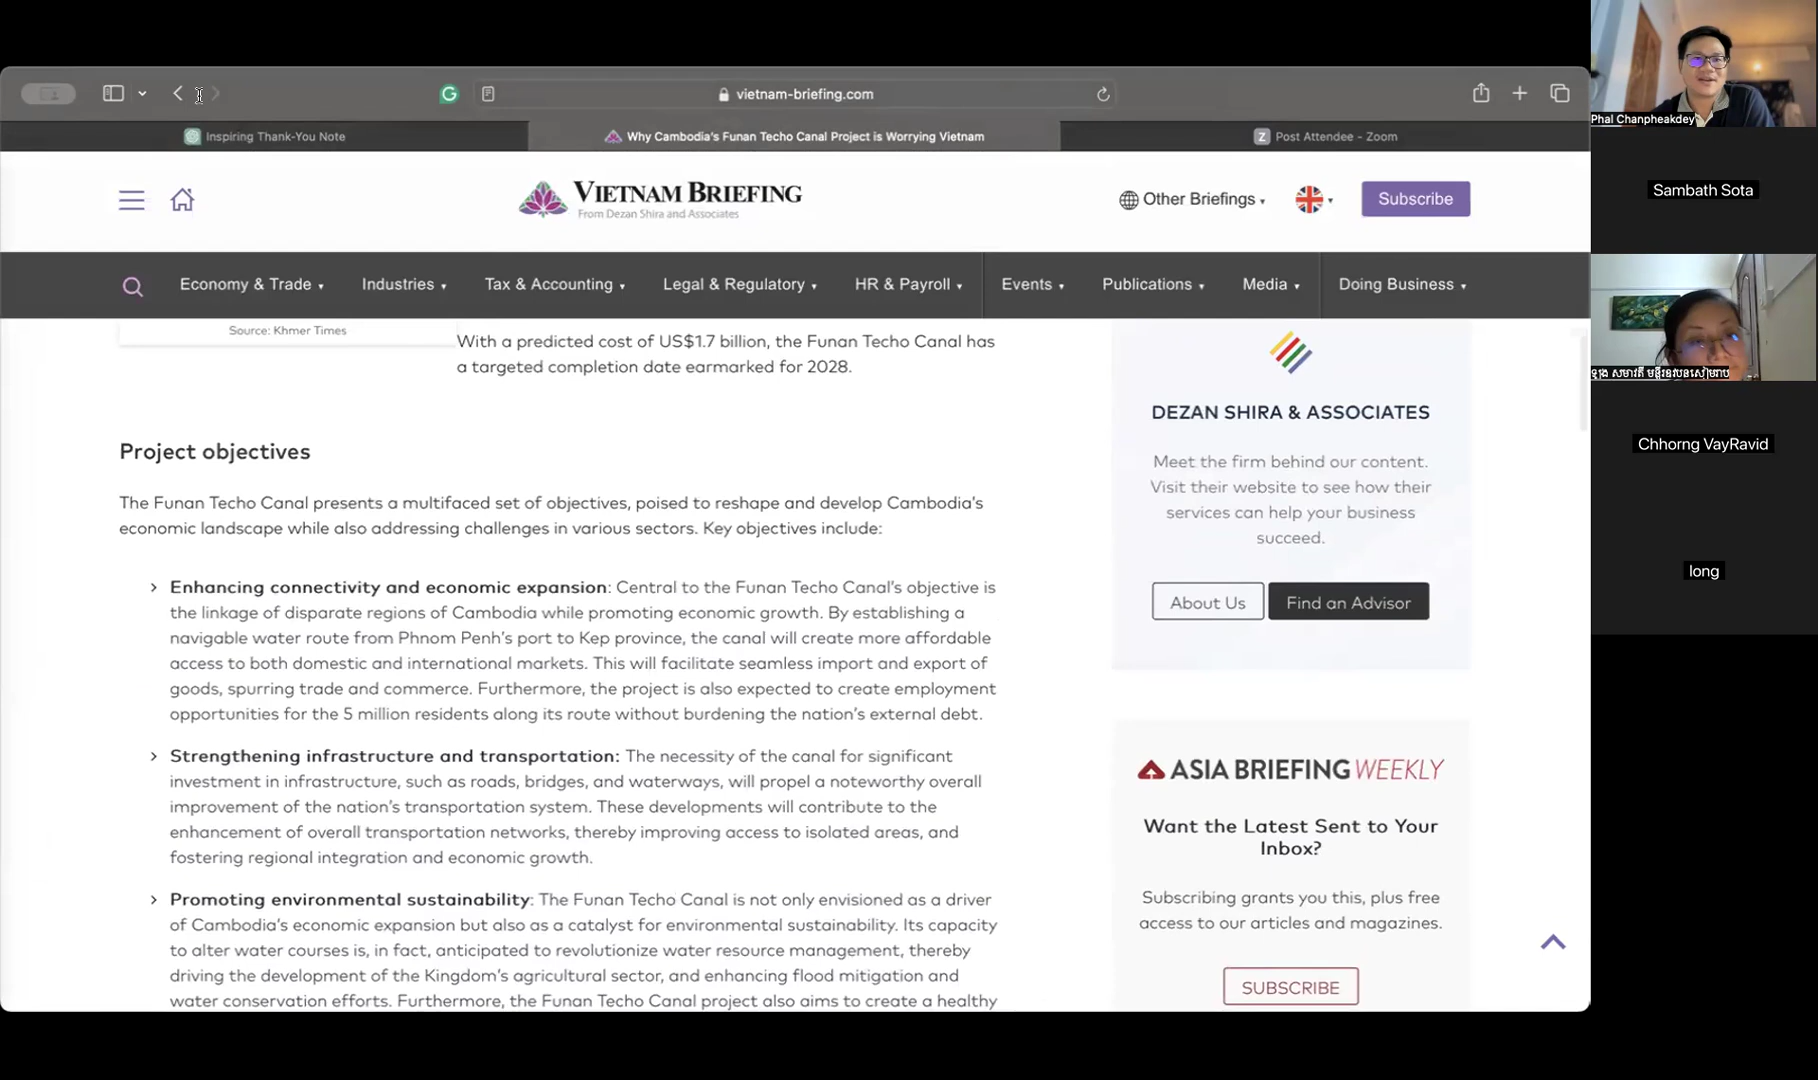 vietnam-briefing.com
Inspiring Thank-You Note
Why Cambodia's Funan Techo Canal Project is Worrying Vietnam
Z Post Attendee - Zoom
VIETNAM BRIEFING
From Dezan Shira and Associates
Other Briefings
Subscribe
Economy & Trade
Industries
Tax & Accounting
Legal & Regulatory
HR & Payroll
Events
Publications
Media
Doing Business
Source: Khmer Times
With a predicted cost of US$1.7 billion, the Funan Techo Canal has
a targeted completion date earmarked for 2028.
Project objectives
The Funan Techo Canal presents a multifaced set of objectives, poised to reshape and develop Cambodia's
economic landscape while also addressing challenges in various sectors. Key objectives include:
Enhancing connectivity and economic expansion: Central to the Funan Techo Canal's objective is
the linkage of disparate regions of Cambodia while promoting economic growth. By establishing a
navigable water route from Phnom Penh's port to Kep province, the canal will create more affordable
access to both domestic and international markets. This will facilitate seamless import and export of
goods, spurring trade and commerce. Furthermore, the project is also expected to create employment
opportunities for the 5 million residents along its route without burdening the nation's external debt.
Strengthening infrastructure and transportation: The necessity of the canal for significant
investment in infrastructure, such as roads, bridges, and waterways, will propel a noteworthy overall
improvement of the nation's transportation system. These developments will contribute to the
enhancement of overall transportation networks, thereby improving access to isolated areas, and
fostering regional integration and economic growth.
Promoting environmental sustainability: The Funan Techo Canal is not only envisioned as a driver
of Cambodia's economic expansion but also as a catalyst for environmental sustainability. Its capacity
to alter water courses is, in fact, anticipated to revolutionize water resource management, thereby
driving the development of the Kingdom's agricultural sector, and enhancing flood mitigation and
water conservation efforts. Furthermore, the Funan Techo Canal project also aims to create a healthy
DEZAN SHIRA & ASSOCIATES
Meet the firm behind our content.
Visit their website to see how their
services can help your business
succeed.
About Us
Find an Advisor
ASIA BRIEFING WEEKLY
Want the Latest Sent to Your
Inbox?
Subscribing grants you this, plus free
access to our articles and magazines.
SUBSCRIBE
Phal Chanpheakdey
Sambath Sota
Chhorng VayRavid
long